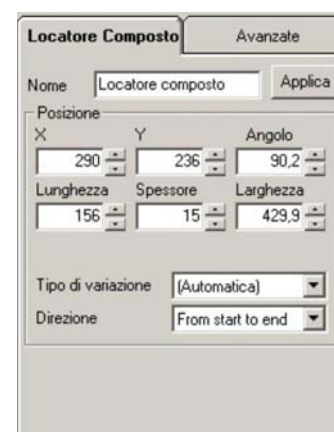 Locatore Composto Avanzate
Nome Locatore composto Applica
Posizione
X Y Angolo
290 236 90,2
Lunghezza Spessore Larghezza
156 15 429,9
Tipo di variazione (Automatica)
Direzione From start to end